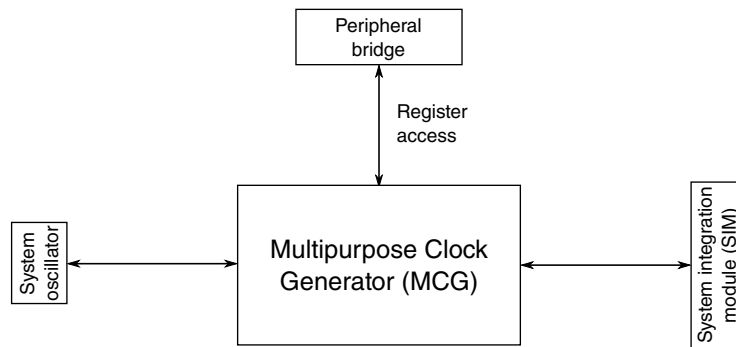 Peripheral
bridge
Register
access
System
oscillator
Multipurpose Clock
Generator (MCG)
System integration
module (SIM)